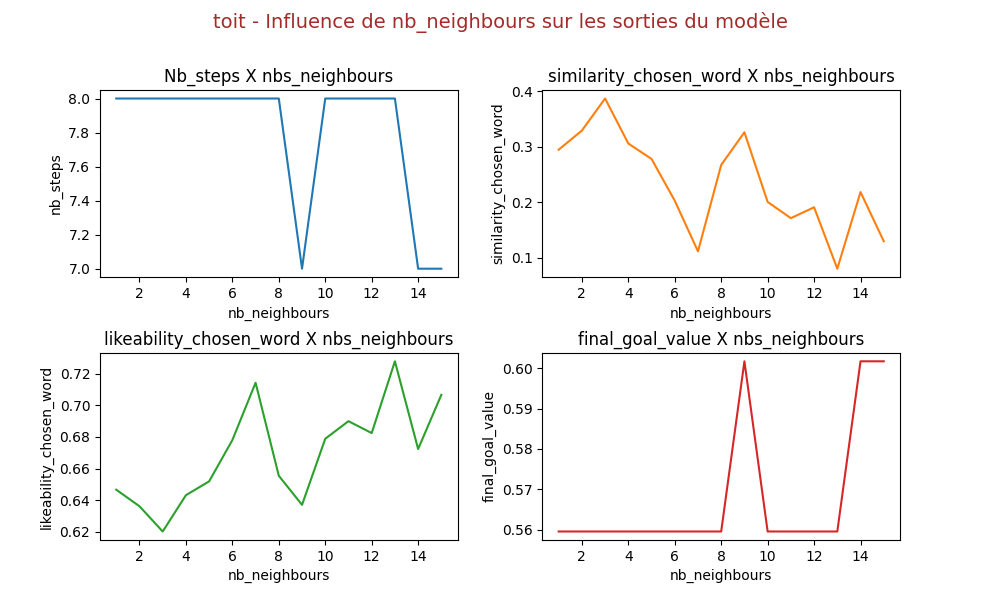 toit - Influence de nb_neighbours sur les sorties du modèle
Nb_steps X nbs_neighbours
nb_steps
8.0
7.8
7.6
7.4
7.2
7.0
2 4 6 8 10 12 14
nb_neighbours
similarity_chosen_word X nbs_neighbours
similarity_chosen_word
0.4
0.3
0.2
0.1
2 4 6 8 10 12 14
nb_neighbours
likeability_chosen_word X nbs_neighbours
likeability_chosen_word
0.72
0.70
0.68
0.66
0.64
0.62
2 4 6 8 10 12 14
nb_neighbours
final_goal_value X nbs_neighbours
final_goal_value
0.60
0.59
0.58
0.57
0.56
2 4 6 8 10 12 14
nb_neighbours